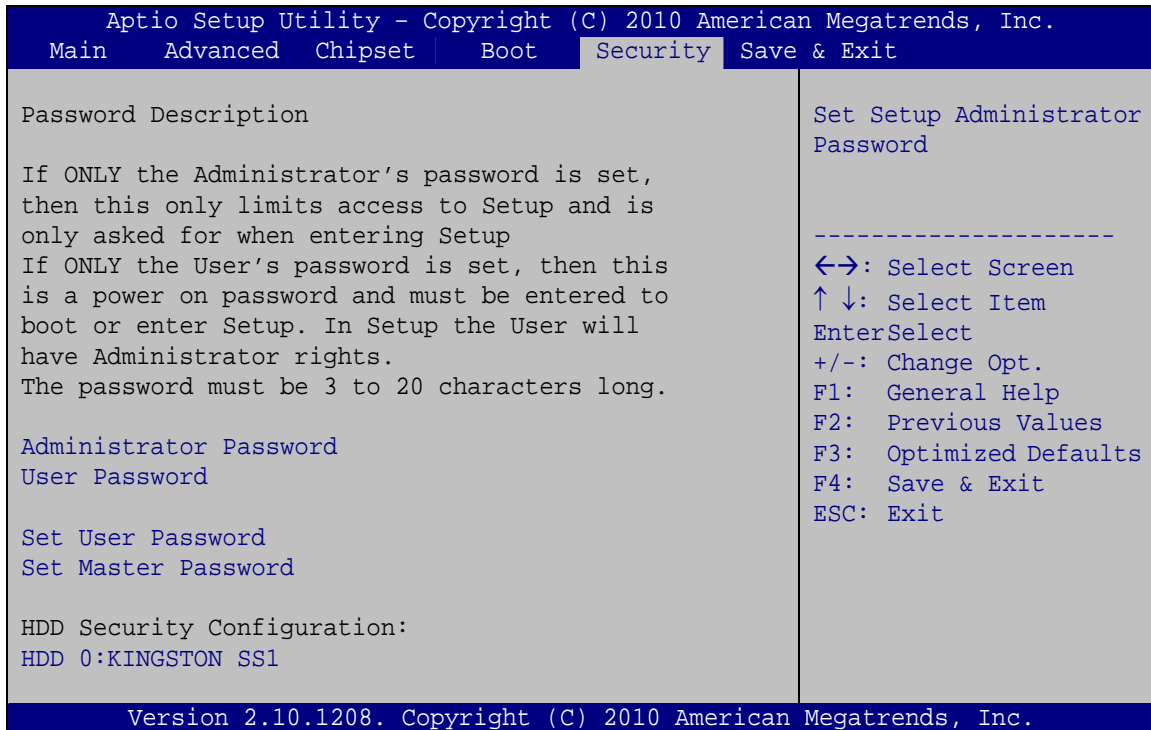 Aptio Setup Utility – Copyright (C) 2010 American Megatrends, Inc.
Main Advanced Chipset Boot Security Save & Exit
Password Description
If ONLY the Administrator’s password is set,
then this only limits access to Setup and is
only asked for when entering Setup
If ONLY the User’s password is set, then this
is a power on password and must be entered to
boot or enter Setup. In Setup the User will
have Administrator rights.
The password must be 3 to 20 characters long.
Administrator Password
User Password
Set User Password
Set Master Password
HDD Security Configuration:
HDD 0:KINGSTON SS1
Set Setup Administrator
Password
---------------------
←→: Select Screen
↑ ↓: Select Item
EnterSelect
+/-: Change Opt.
F1: General Help
F2: Previous Values
F3: Optimized Defaults
F4: Save & Exit
ESC: Exit
Version 2.10.1208. Copyright (C) 2010 American Megatrends, Inc.